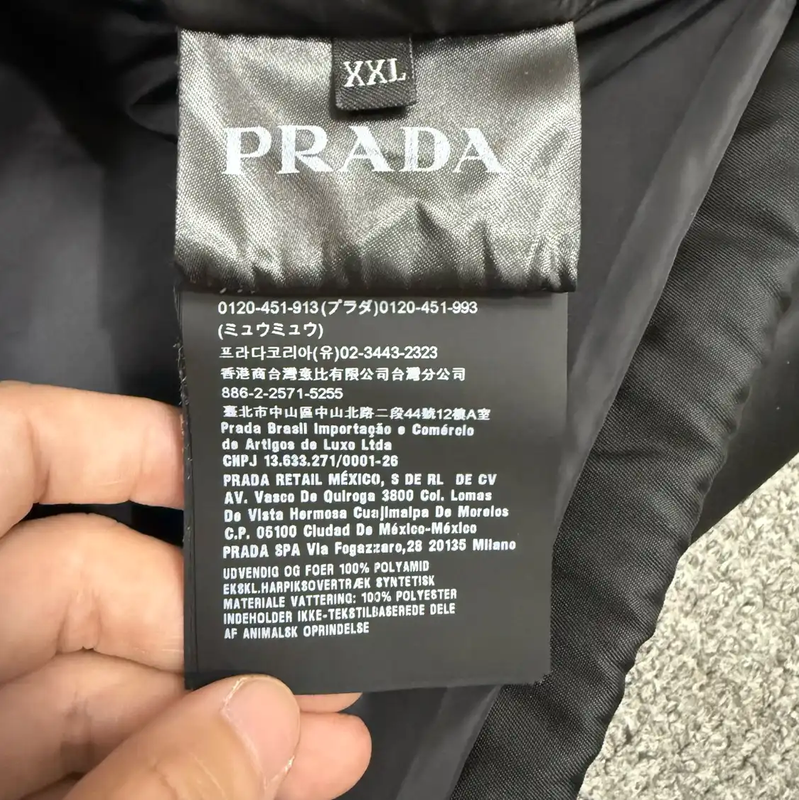 XXL
PRADA
0120-451-913(プラダ)0120-451-993
(ミュウミュウ)
프라다코리아(유)02-3443-2323
香港商台灣惫比有限公司台灣分公司
886-2-2571-5255
臺北市中山區中山北路二段44號12樓A室
Prada Brasil Importação e Comércio
de Artigos de Luxo Ltda
CNPJ 13.633.271/0001-26
PRADA RETAIL MÉXICO, S DE RL DE CV
AV. Vasco De Quiroga 3800 Col. Lomas
De Vista Hermosa Cuajimalpa De Morelos
C.P. 05100 Ciudad De México-México
PRADA SPA Via Fogazzaro,28 20135 Milano
UDVENDIG OG FOER 100% POLYAMID
EKSKL.HARPIKSOVERTRÆK SYNTETISK
MATERIALE VATTERING: 100% POLYESTER
INDEHOLDER IKKE-TEKSTILBASEREDE DELE
AF ANIMALSK OPRINDELSE